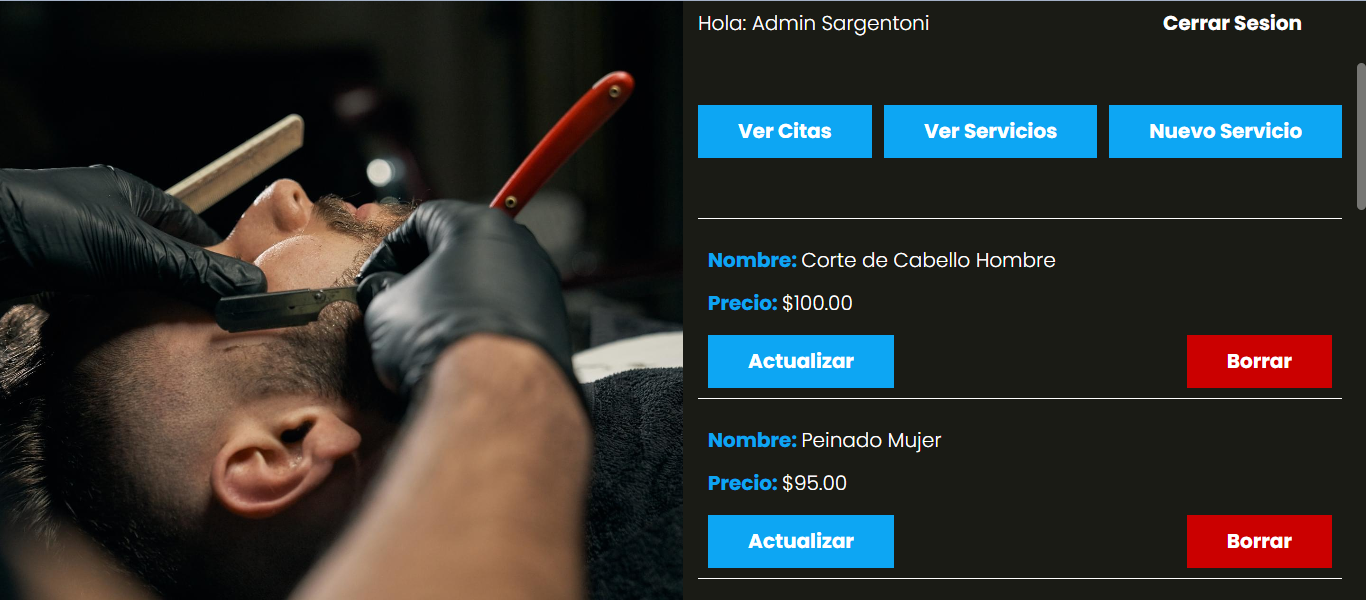 Hola: Admin Sargentoni Cerrar Sesion
Ver Citas Ver Servicios Nuevo Servicio
Nombre: Corte de Cabello Hombre
Precio: $100.00
Actualizar Borrar
Nombre: Peinado Mujer
Precio: $95.00
Actualizar Borrar